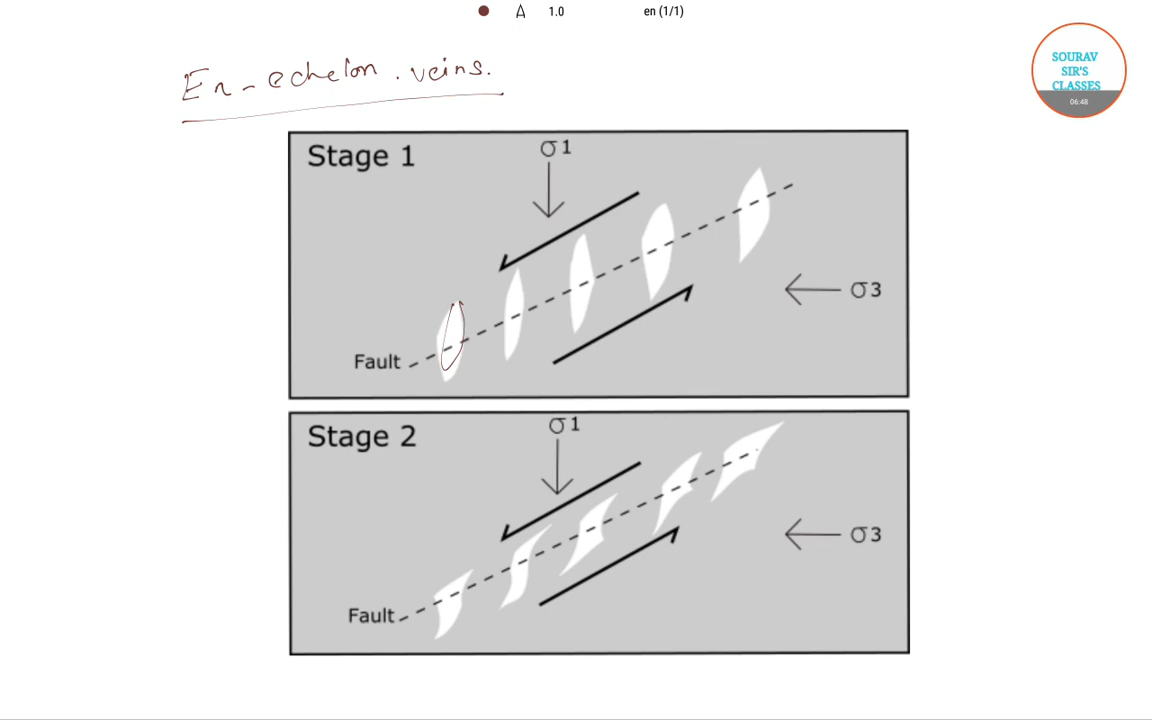 A 1.0 en (1/1)
En-echelon veins.
SOURAV
SIR'S
CLASSES
06:48
Stage 1
σ1
σ3
Fault
Stage 2
σ1
σ3
Fault